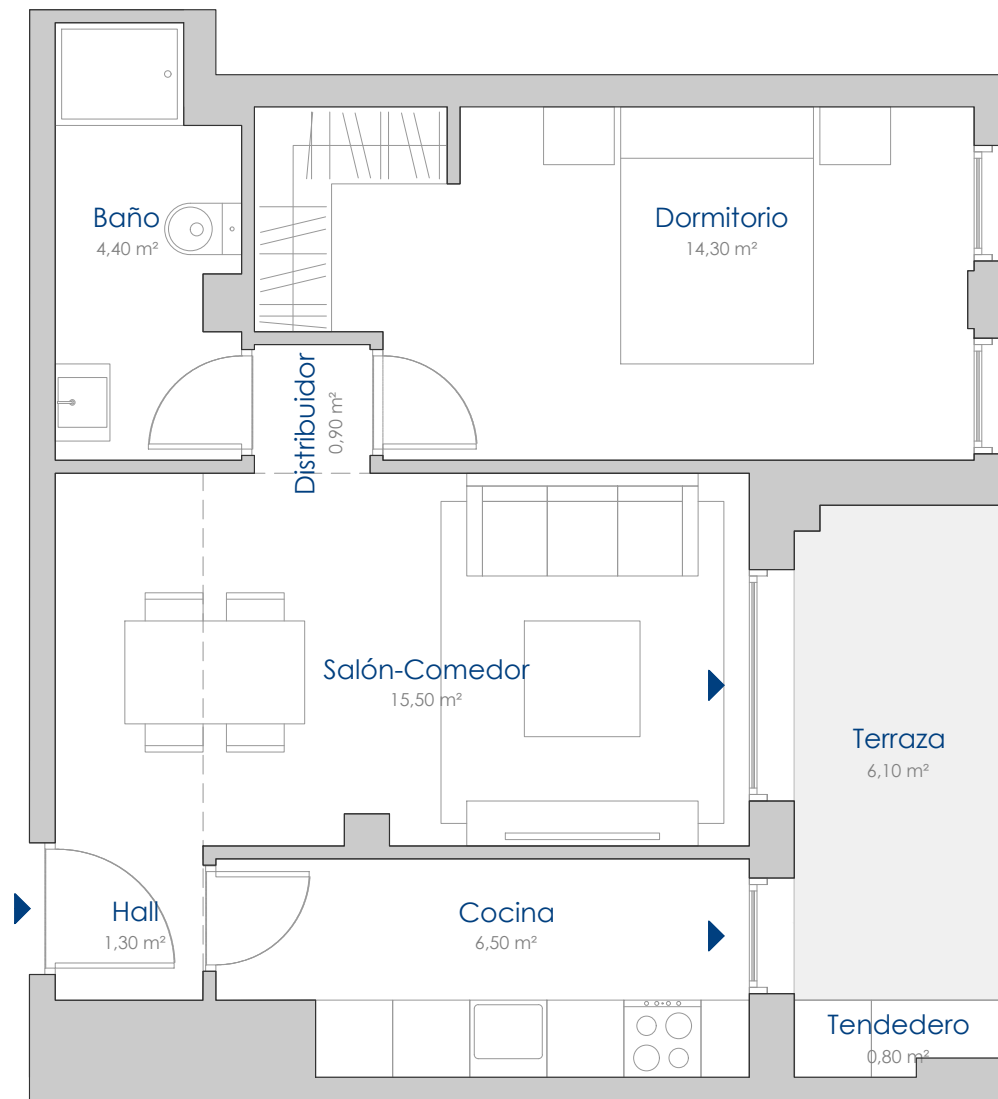 Baño
4,40 m²
Dormitorio
14,30 m²
Distribuidor
0,90 m²
Salón-Comedor
15,50 m²
Terraza
6,10 m²
Hall
1,30 m²
Cocina
6,50 m²
Tendedero
0,80 m²